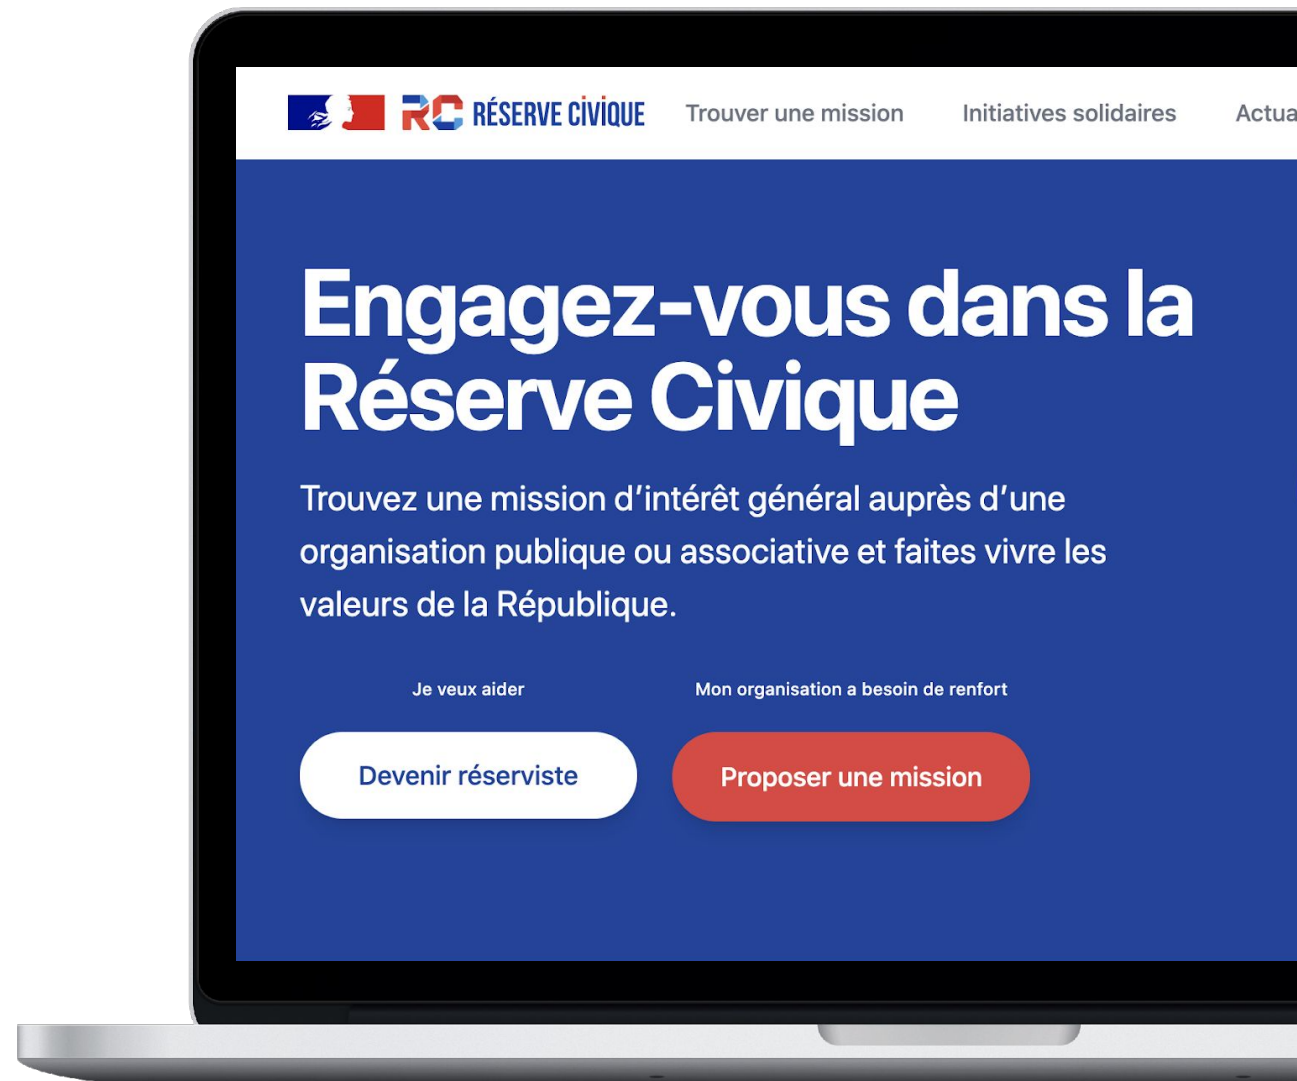 RC RÉSERVE CIVIQUE Trouver une mission Initiatives solidaires Actua
Engagez-vous dans la
Réserve Civique
Trouvez une mission d’intérêt général auprès d’une
organisation publique ou associative et faites vivre les
valeurs de la République.
Je veux aider Mon organisation a besoin de renfort
Devenir réserviste Proposer une mission